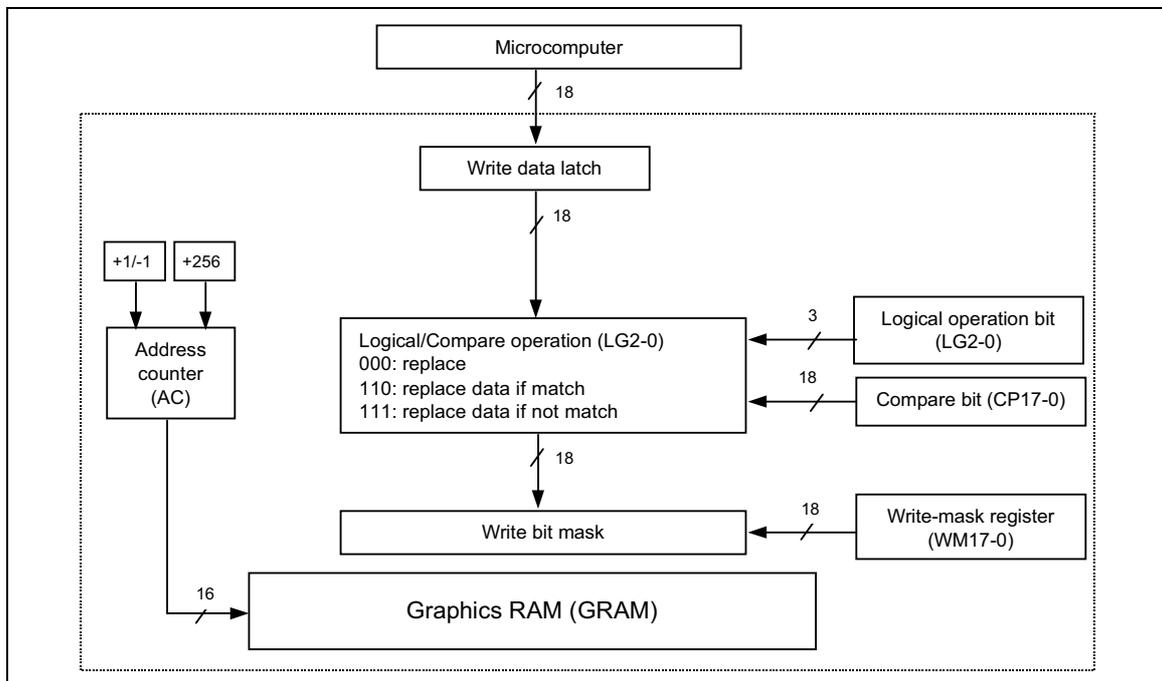 Microcomputer
18
Write data latch
18
+1/-1
+256
Address
counter
(AC)
Logical/Compare operation (LG2-0)
000: replace
110: replace data if match
111: replace data if not match
3
Logical operation bit
(LG2-0)
18
Compare bit (CP17-0)
18
Write bit mask
18
Write-mask register
(WM17-0)
16
Graphics RAM (GRAM)